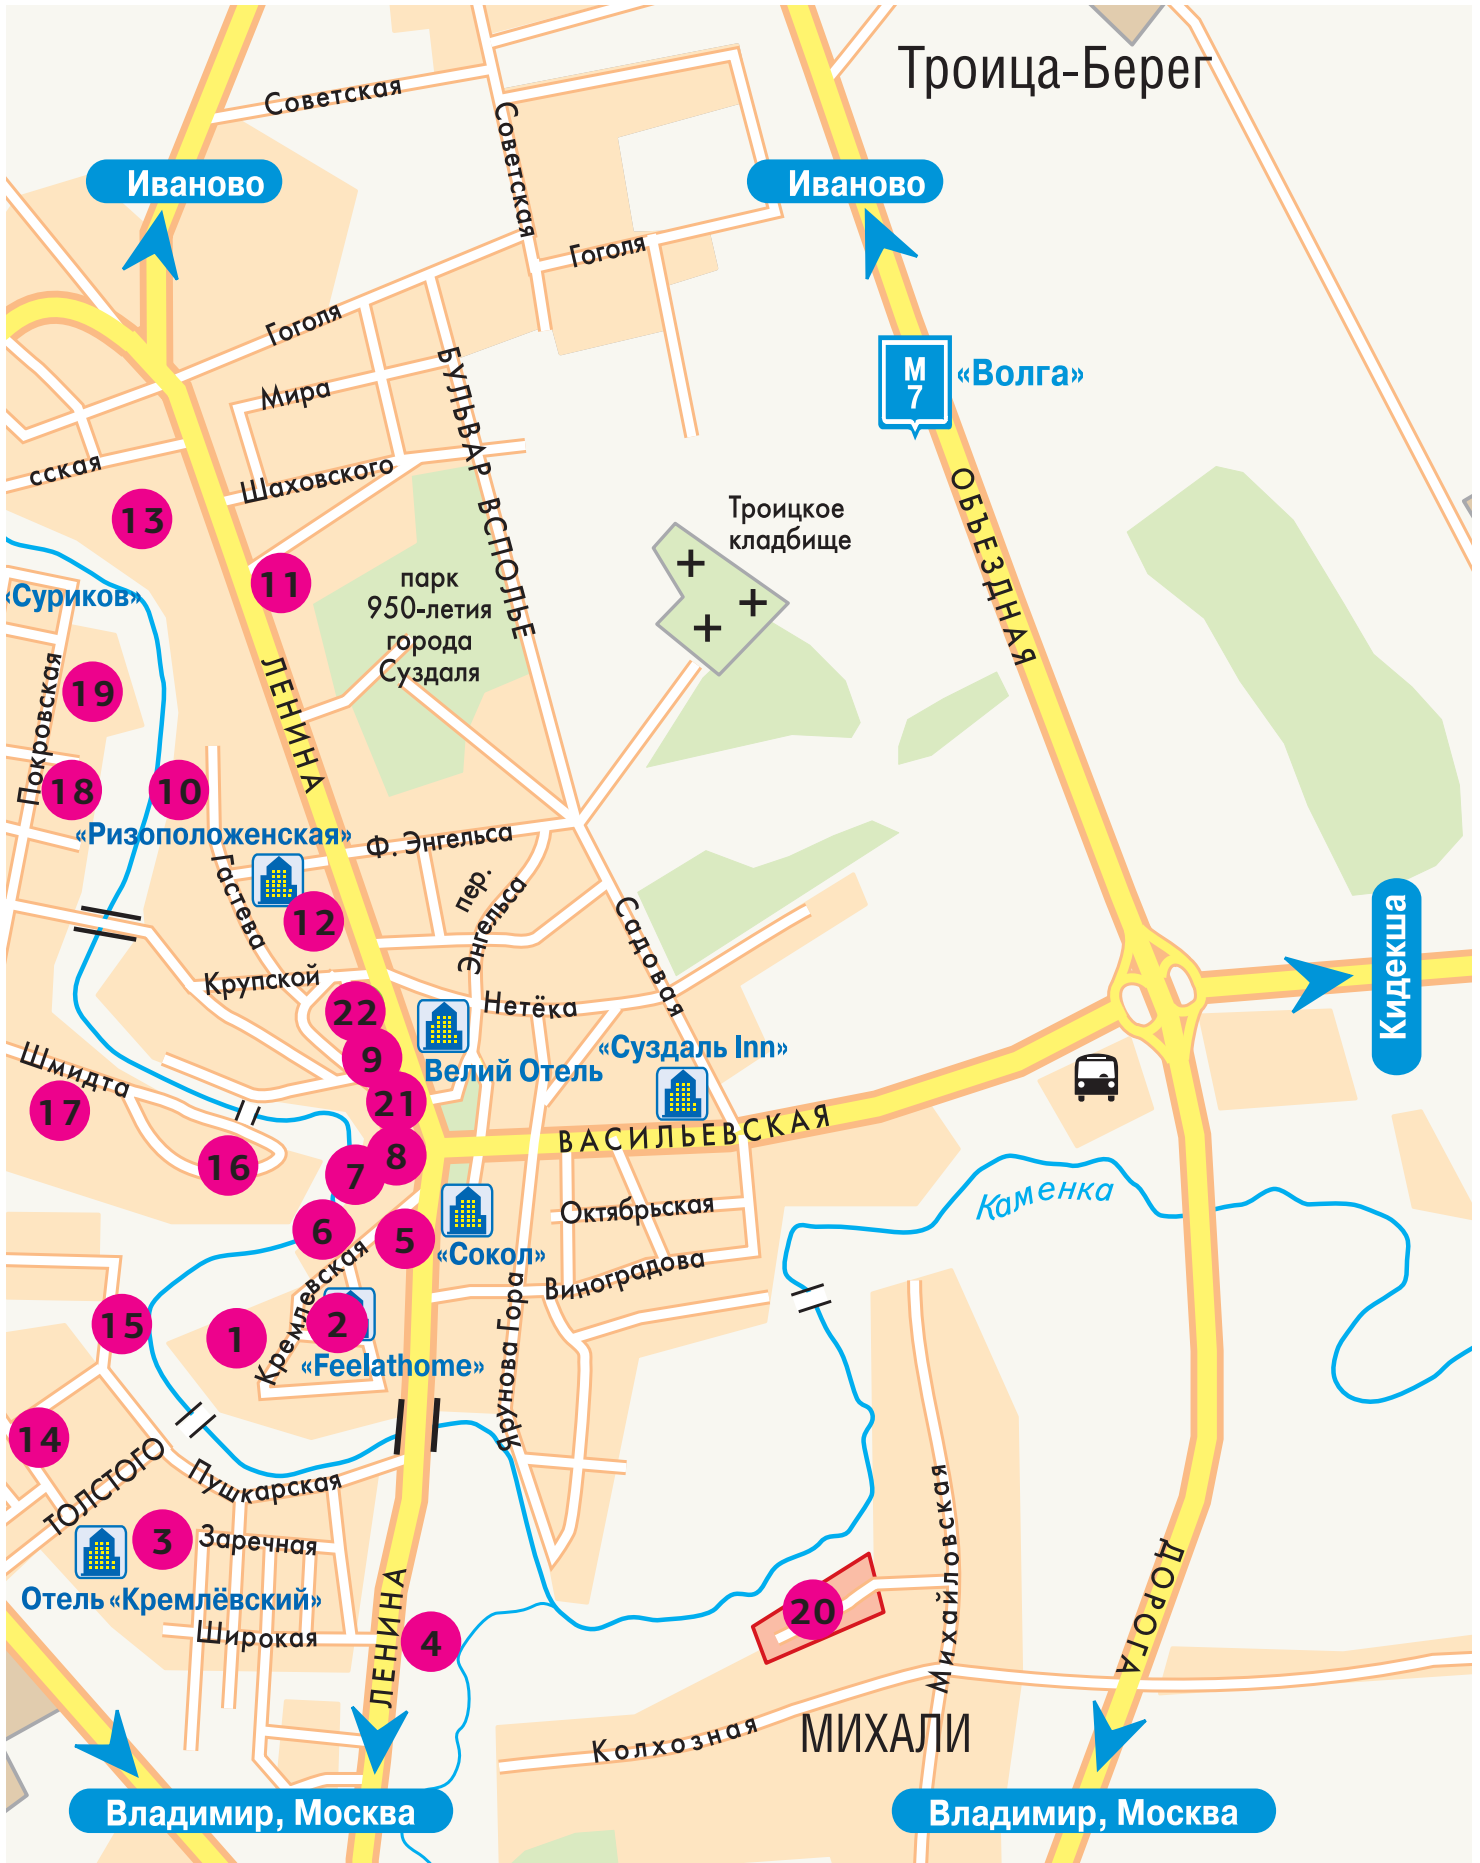 Троица-Берег
Советская
Советская
Иваново
Иваново
Гоголя
Гоголя
М
7
«Волга»
БУЛЬВАР ВСПОЛЬЕ
Мира
сская
Шаховского
13
ОБЪЕЗДНАЯ
Троицкое
кладбище
11
парк
950-летия
города
Суздаля
«Суриков»
ЛЕНИНА
Покровская
19
18
10
«Ризоположенская»
Ф. Энгельса
Гастева
пер.
Энгельса
12
Садовая
Кидекша
Крупской
22
Нетёка
9
Велий Отель
«Суздаль Inn»
Шмидта
17
21
ВАСИЛЬЕВСКАЯ
8
16
7
Каменка
6
5
Октябрьская
«Сокол»
Кремлевская
Виноградова
15
1
2
«Feelathome»
Ярунова Гора
14
ТОЛСТОГО
Пушкарская
3
Заречная
Отель «Кремлёвский»
Широкая
ЛЕНИНА
4
20
Михайловская
ДОРОГА
Колхозная
МИХАЛИ
Владимир, Москва
Владимир, Москва